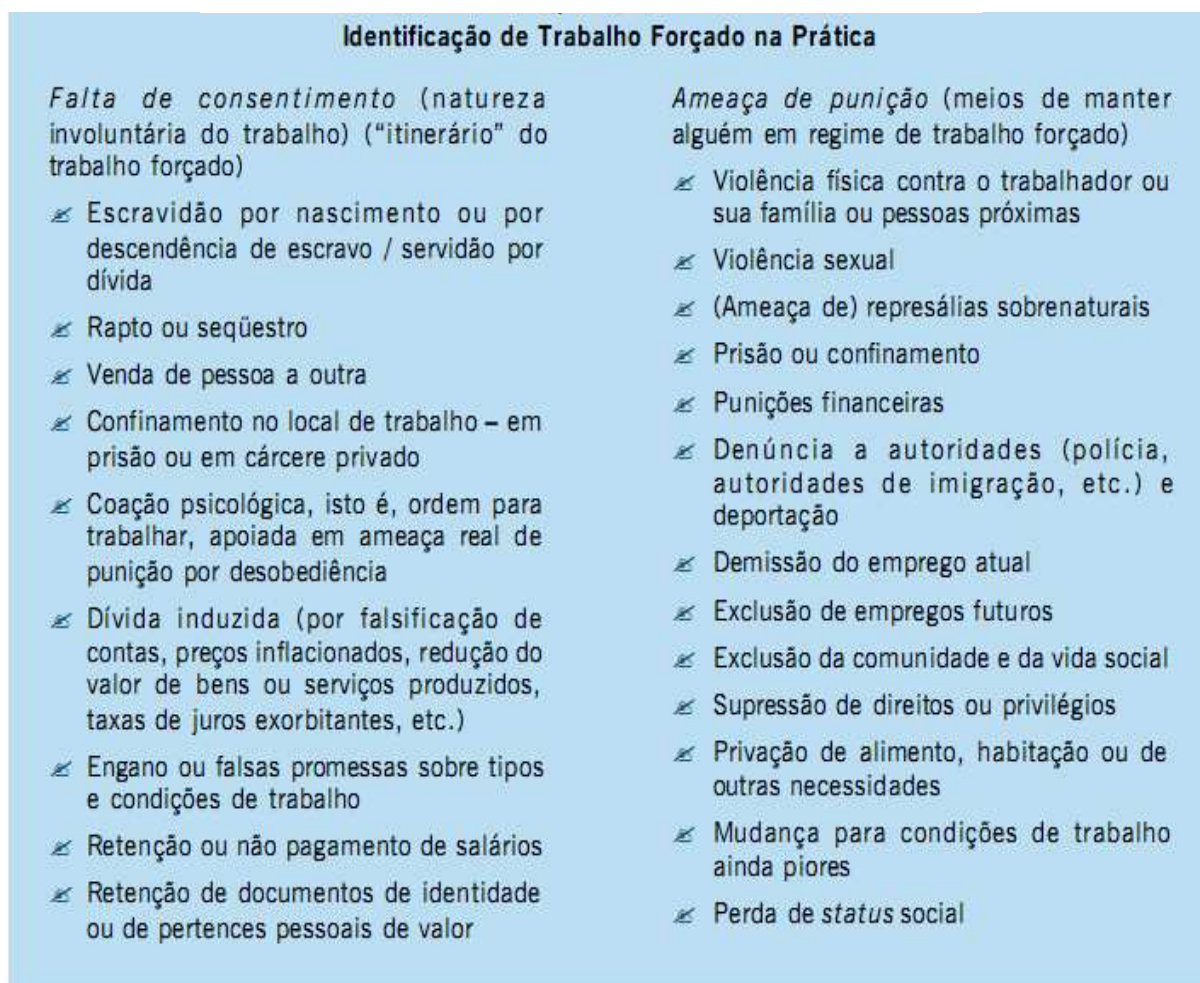 Identificação de Trabalho Forçado na Prática
Falta de consentimento (natureza
involuntária do trabalho) (“itinerário” do
trabalho forçado)
Escravidão por nascimento ou por
descendência de escravo / servidão por
dívida
Rapto ou seqüestro
Venda de pessoa a outra
Confinamento no local de trabalho – em
prisão ou em cárcere privado
Coação psicológica, isto é, ordem para
trabalhar, apoiada em ameaça real de
punição por desobediência
Dívida induzida (por falsificação de
contas, preços inflacionados, redução do
valor de bens ou serviços produzidos,
taxas de juros exorbitantes, etc.)
Engano ou falsas promessas sobre tipos
e condições de trabalho
Retenção ou não pagamento de salários
Retenção de documentos de identidade
ou de pertences pessoais de valor
Ameaça de punição (meios de manter
alguém em regime de trabalho forçado)
Violência física contra o trabalhador ou
sua família ou pessoas próximas
Violência sexual
(Ameaça de) represálias sobrenaturais
Prisão ou confinamento
Punições financeiras
Denúncia a autoridades (polícia,
autoridades de imigração, etc.) e
deportação
Demissão do emprego atual
Exclusão de empregos futuros
Exclusão da comunidade e da vida social
Supressão de direitos ou privilégios
Privação de alimento, habitação ou de
outras necessidades
Mudança para condições de trabalho
ainda piores
Perda de status social